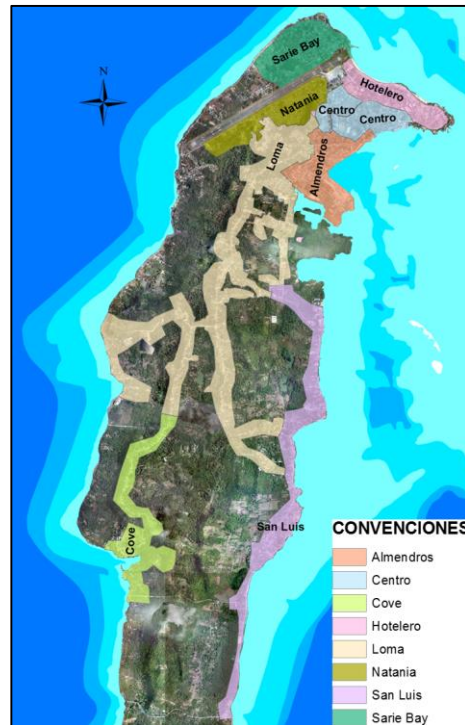 Sarie Bay
N
Hotelero
Natania
Centro
Centro
Loma
Almendros
San Luis
Cove
CONVENCIONES
Almendros
Centro
Cove
Hotelero
Loma
Natania
San Luis
Sarie Bay